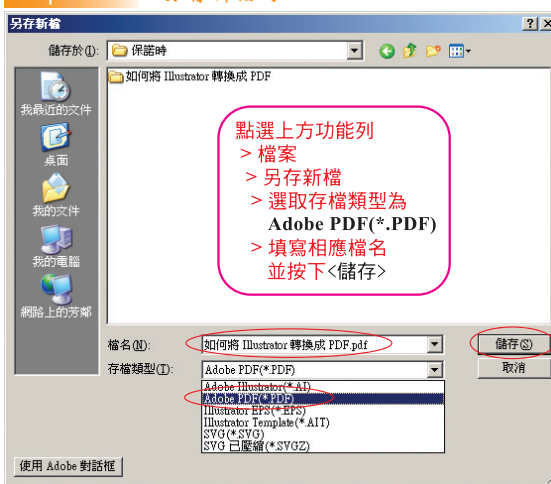 另存新檔
儲存於(I):
保諾時
如何將 Illustrator 轉換成 PDF
我最近的文件
桌面
我的文件
我的電腦
網路上的芳鄰
點選上方功能列
> 檔案
> 另存新檔
> 選取存檔類型為
Adobe PDF(*.PDF)
> 填寫相應檔名
並按下<儲存>
檔名(N):
如何將 Illustrator 轉換成 PDF.pdf
儲存(S)
存檔類型(T):
Adobe PDF(*.PDF)
取消
Adobe Illustrator(*.AI)
Adobe PDF(*.PDF)
Illustrator EPS(*.EPS)
Illustrator Template(*.AIT)
SVG(*.SVG)
SVG 已壓縮(*.SVGZ)
使用 Adobe 對話框